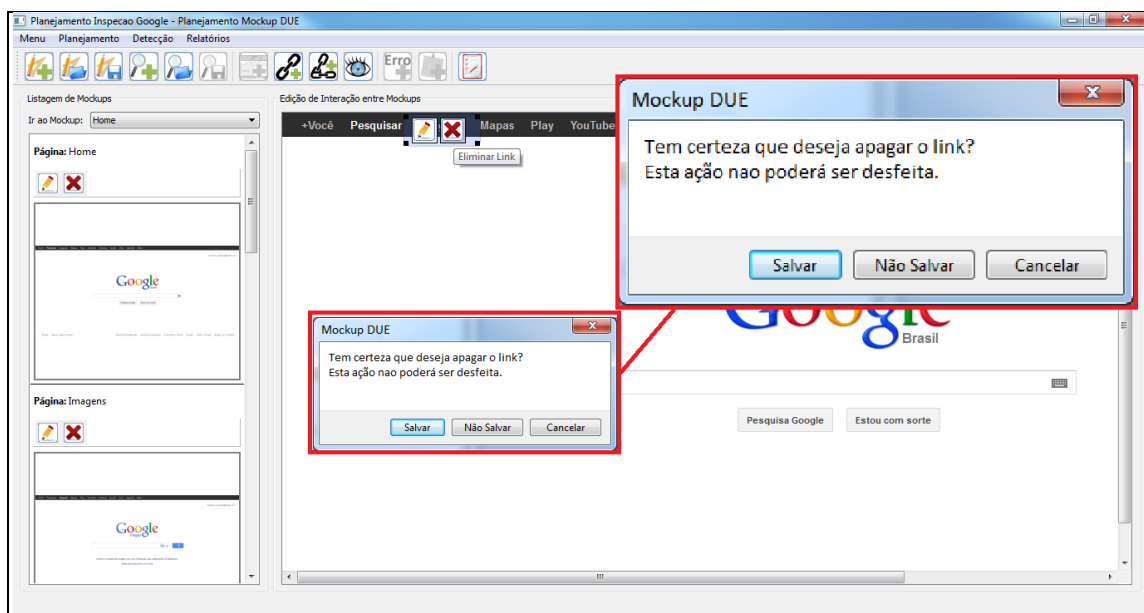 Planejamento Inspecao Google - Planejamento Mockup DUE
Menu Planejamento Detecção Relatórios
Erro
Listagem de Mockups
Edição de Interação entre Mockups
Ir ao Mockup: Home
Página: Home
Google
Página: Imagens
Google
+Você Pesquisar Mapas Play YouTube
Eliminar Link
Mockup DUE
Tem certeza que deseja apagar o link?
Esta ação nao poderá ser desfeita.
Salvar Não Salvar Cancelar
Google
Brasil
Mockup DUE
Tem certeza que deseja apagar o link?
Esta ação nao poderá ser desfeita.
Salvar Não Salvar Cancelar
Pesquisa Google Estou com sorte